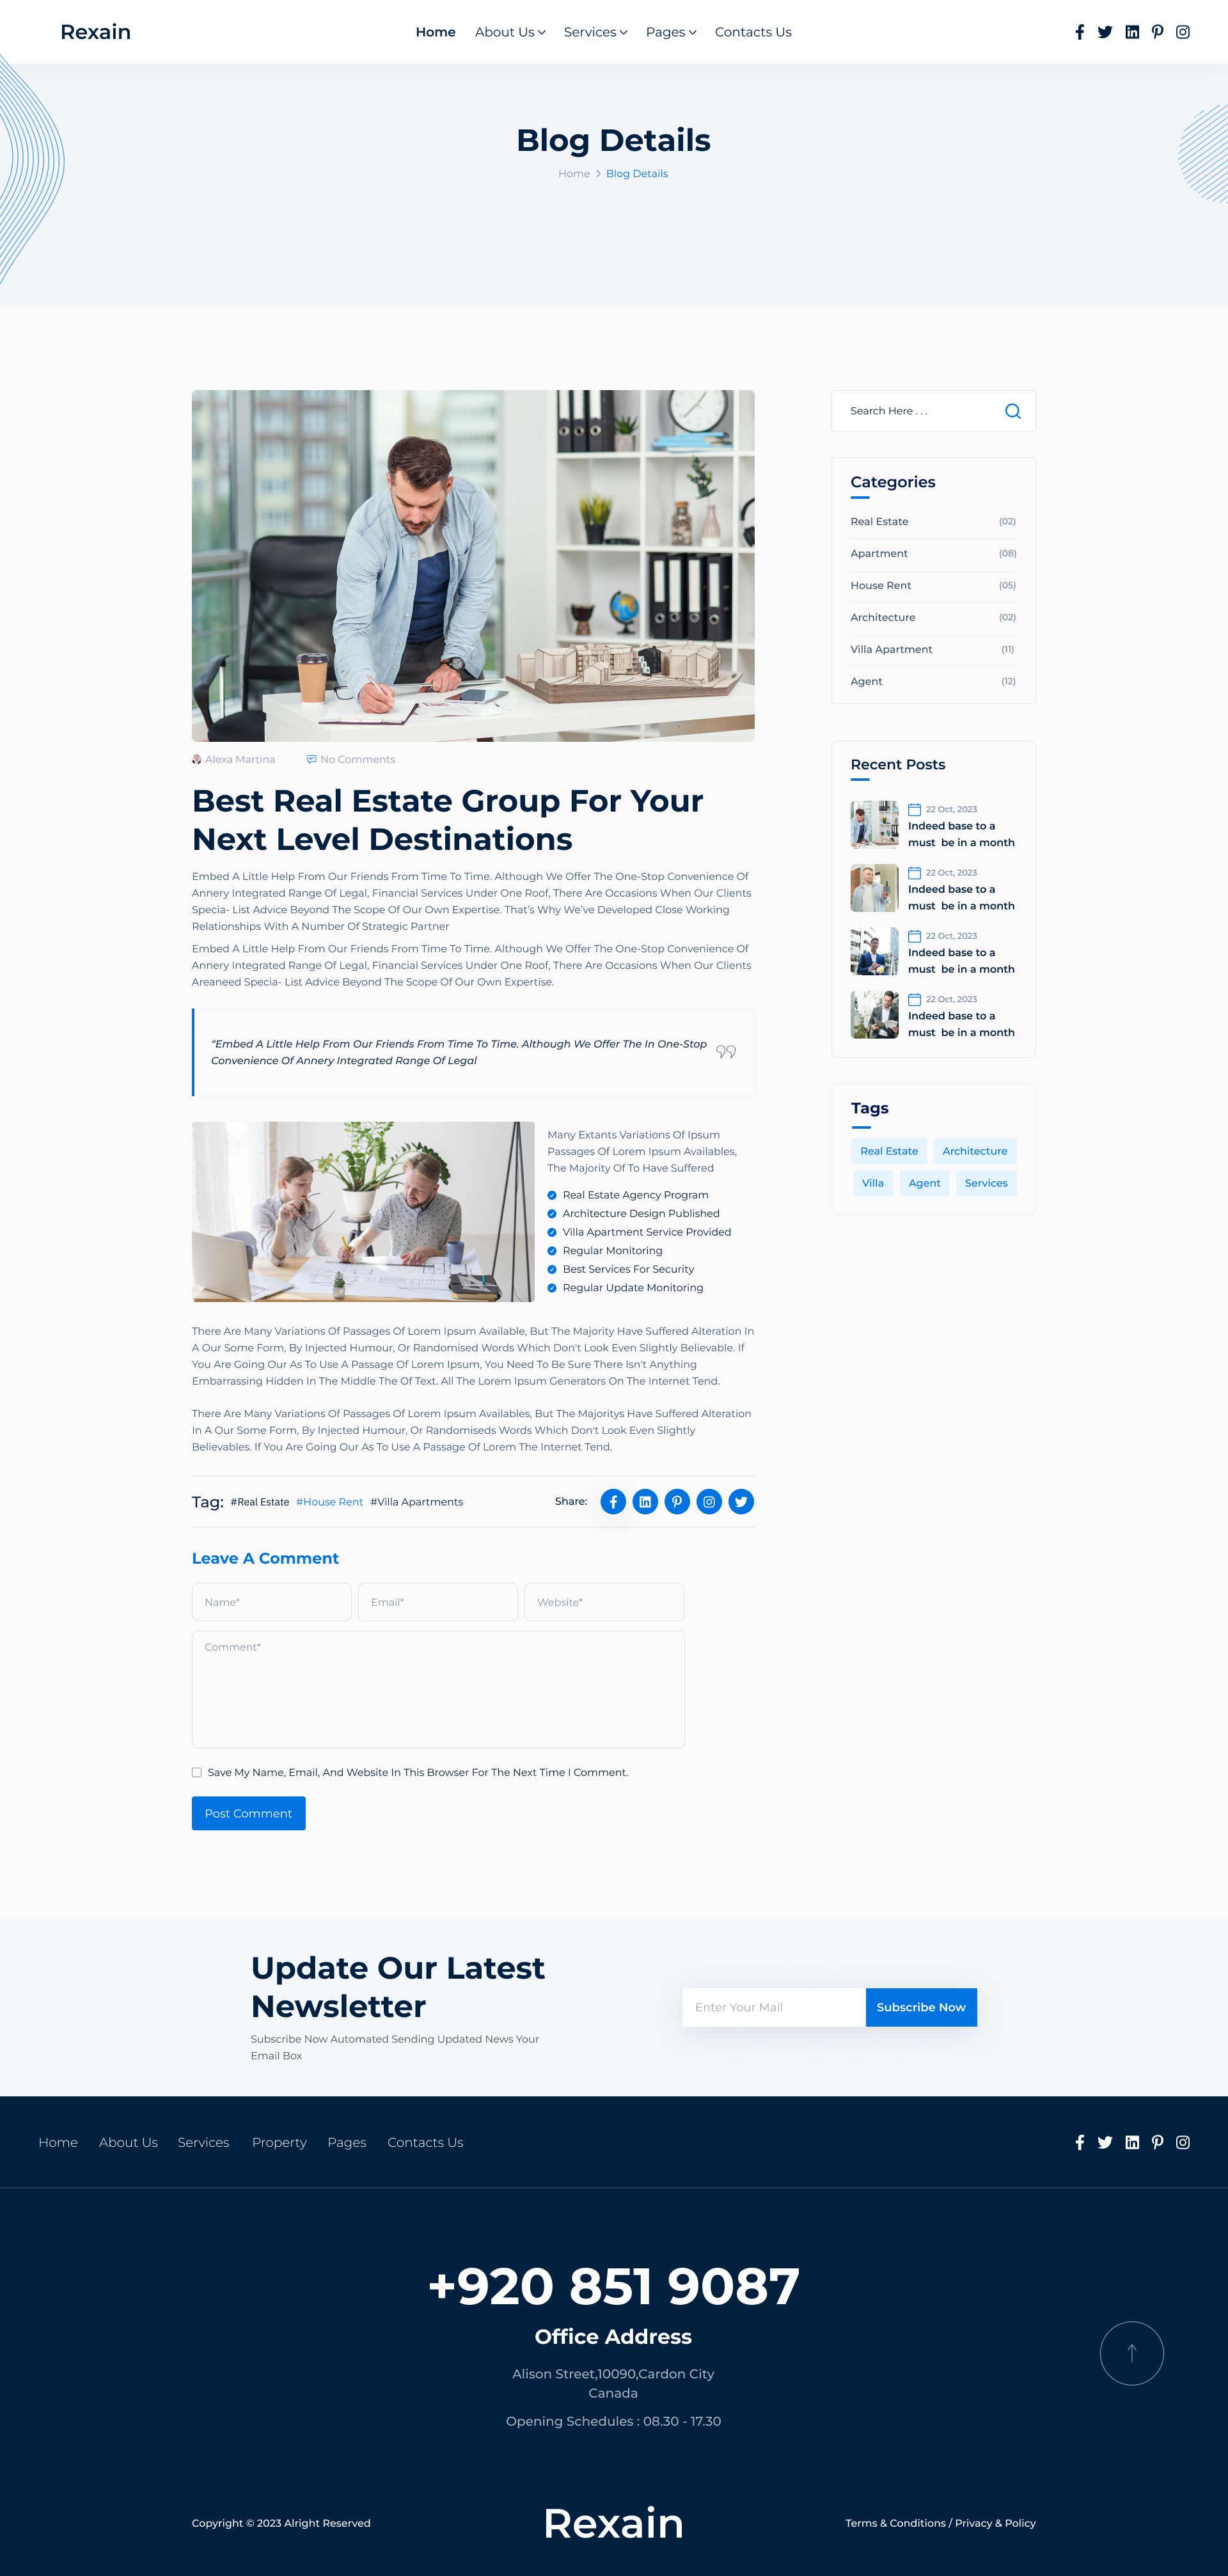 Rexain
Home About Us Services Pages Contacts Us
Blog Details
Home Blog Details
Alexa Martina No Comments
Best Real Estate Group For Your
Next Level Destinations
Embed A Little Help From Our Friends From Time To Time. Although We Offer The One-Stop Convenience Of
Annery Integrated Range Of Legal, Financial Services Under One Roof, There Are Occasions When Our Clients
Specia- List Advice Beyond The Scope Of Our Own Expertise. That's Why We've Developed Close Working
Relationships With A Number Of Strategic Partner
Embed A Little Help From Our Friends From Time To Time. Although We Offer The One-Stop Convenience Of
Annery Integrated Range Of Legal, Financial Services Under One Roof, There Are Occasions When Our Clients
Areaneed Specia- List Advice Beyond The Scope Of Our Own Expertise.
“Embed A Little Help From Our Friends From Time To Time. Although We Offer The In One-Stop
Convenience Of Annery Integrated Range Of Legal
Many Extants Variations Of Ipsum
Passages Of Lorem Ipsum Availables,
The Majority Of To Have Suffered
Real Estate Agency Program
Architecture Design Published
Villa Apartment Service Provided
Regular Monitoring
Best Services For Security
Regular Update Monitoring
There Are Many Variations Of Passages Of Lorem Ipsum Available, But The Majority Have Suffered Alteration In
A Our Some Form, By Injected Humour, Or Randomised Words Which Don't Look Even Slightly Believable. If
You Are Going Our As To Use A Passage Of Lorem Ipsum, You Need To Be Sure There Isn't Anything
Embarrassing Hidden In The Middle The Of Text. All The Lorem Ipsum Generators On The Internet Tend.
There Are Many Variations Of Passages Of Lorem Ipsum Availables, But The Majoritys Have Suffered Alteration
In A Our Some Form, By Injected Humour, Or Randomiseds Words Which Don't Look Even Slightly
Believables. If You Are Going Our As To Use A Passage Of Lorem The Internet Tend.
Tag: #Real Estate #House Rent #Villa Apartments Share:
Leave A Comment
Name* Email* Website*
Comment*
Save My Name, Email, And Website In This Browser For The Next Time I Comment.
Post Comment
Search Here . . .
Categories
Real Estate (02)
Apartment (08)
House Rent (05)
Architecture (02)
Villa Apartment (11)
Agent (12)
Recent Posts
22 Oct, 2023
Indeed base to a
must be in a month
22 Oct, 2023
Indeed base to a
must be in a month
22 Oct, 2023
Indeed base to a
must be in a month
22 Oct, 2023
Indeed base to a
must be in a month
Tags
Real Estate Architecture
Villa Agent Services
Update Our Latest
Newsletter
Subscribe Now Automated Sending Updated News Your
Email Box
Enter Your Mail Subscribe Now
Home About Us Services Property Pages Contacts Us
+920 851 9087
Office Address
Alison Street,10090,Cardon City
Canada
Opening Schedules : 08.30 - 17.30
Copyright © 2023 Alright Reserved Rexain Terms & Conditions / Privacy & Policy